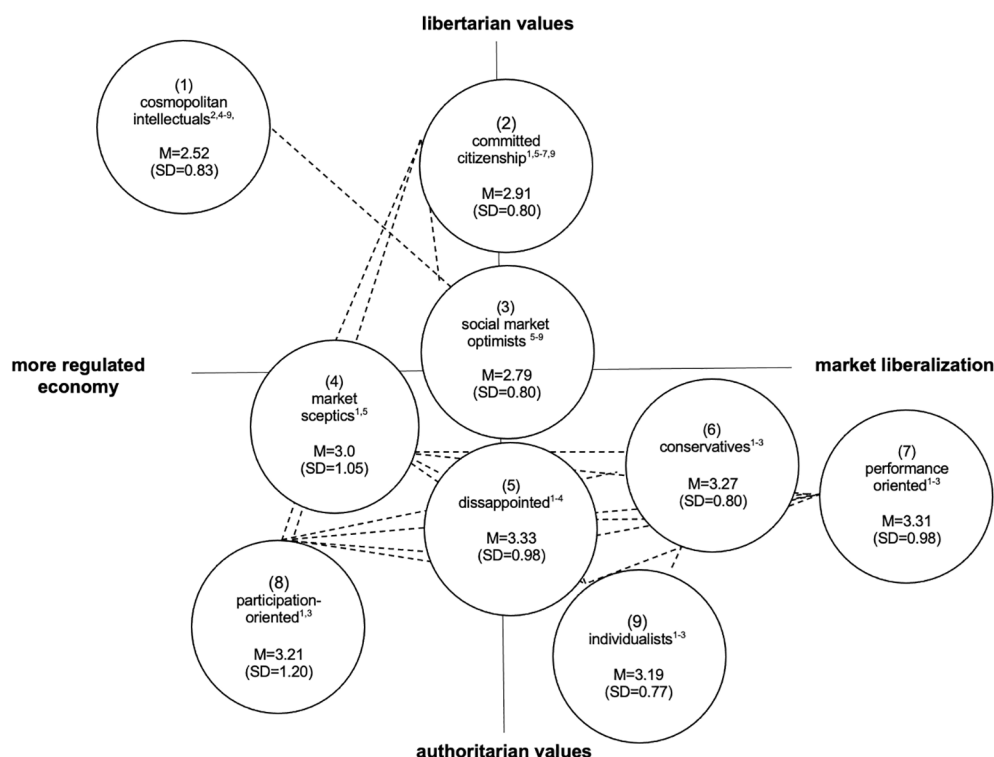 libertarian values
(1)
cosmopolitan
intellectuals2,4-9,
M=2.52
(SD=0.83)
(2)
committed
citizenship1,5-7,9
M=2.91
(SD=0.80)
(3)
social market
optimists 5-9
M=2.79
(SD=0.80)
more regulated
economy
market liberalization
(4)
market
sceptics1,5
M=3.0
(SD=1.05)
(5)
dissappointed1-4
M=3.33
(SD=0.98)
(6)
conservatives1-3
M=3.27
(SD=0.80)
(7)
performance
oriented1-3
M=3.31
(SD=0.98)
(8)
participation-
oriented1,3
M=3.21
(SD=1.20)
(9)
individualists1-3
M=3.19
(SD=0.77)
authoritarian values